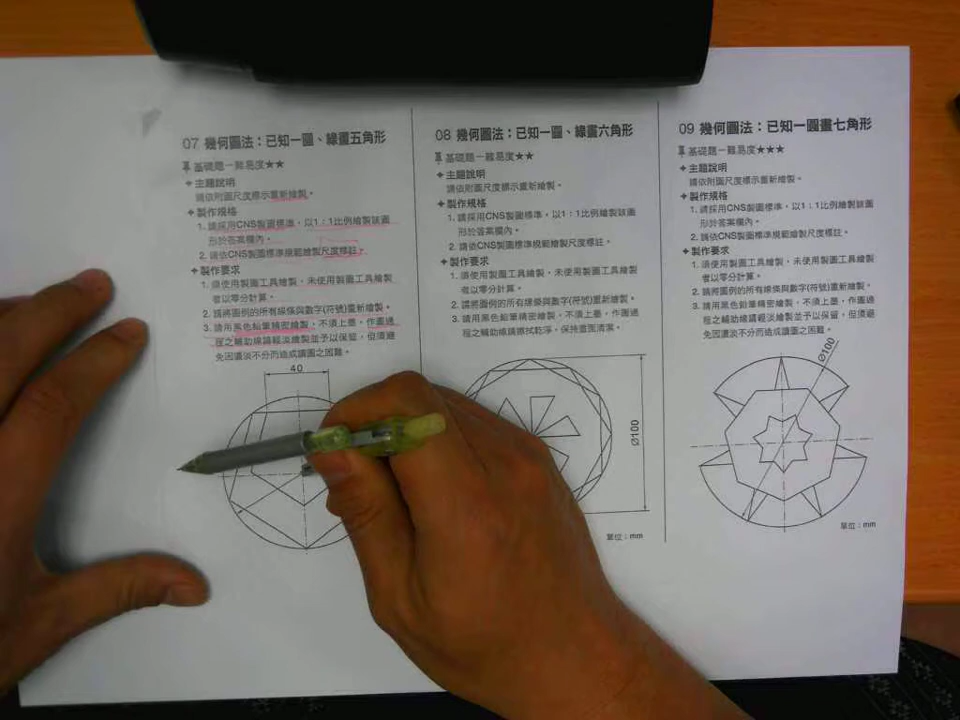 07 幾何圖法：已知一圓、線畫五角形
基礎題－難易度★★
✦主題說明
請依附圖尺度標示重新繪製。
✦製作規格
1. 請採用CNS製圖標準，以1：1比例繪製該圖
形於答案欄內。
2. 請依CNS製圖標準規範繪製尺度標註。
✦製作要求
1. 須使用製圖工具繪製，未使用製圖工具繪製
者以零分計算。
2. 請將圖例的所有線條與數字(符號)重新繪製。
3. 請用黑色鉛筆精密繪製，不須上墨，作圖過
程之輔助線請輕淡繪製並予以保留，但須避
免因濃淡不分而造成讀圖之困難。
40
08 幾何圖法：已知一圓、線畫六角形
基礎題－難易度★★
✦主題說明
請依附圖尺度標示重新繪製。
✦製作規格
1. 請採用CNS製圖標準，以1：1比例繪製該圖
形於答案欄內。
2. 請依CNS製圖標準規範繪製尺度標註。
✦製作要求
1. 須使用製圖工具繪製，未使用製圖工具繪製
者以零分計算。
2. 請將圖例的所有線條與數字(符號)重新繪製。
3. 請用黑色鉛筆精密繪製，不須上墨，作圖過
程之輔助線請擦拭乾淨，保持畫面清潔。
Ø100
單位：mm
09 幾何圖法：已知一圓畫七角形
基礎題－難易度★★★
✦主題說明
請依附圖尺度標示重新繪製。
✦製作規格
1. 請採用CNS製圖標準，以1：1比例繪製該圖
形於答案欄內。
2. 請依CNS製圖標準規範繪製尺度標註。
✦製作要求
1. 須使用製圖工具繪製，未使用製圖工具繪製
者以零分計算。
2. 請將圖例的所有線條與數字(符號)重新繪製。
3. 請用黑色鉛筆精密繪製，不須上墨，作圖過
程之輔助線請輕淡繪製並予以保留，但須避
免因濃淡不分而造成讀圖之困難。
Ø100
單位：mm